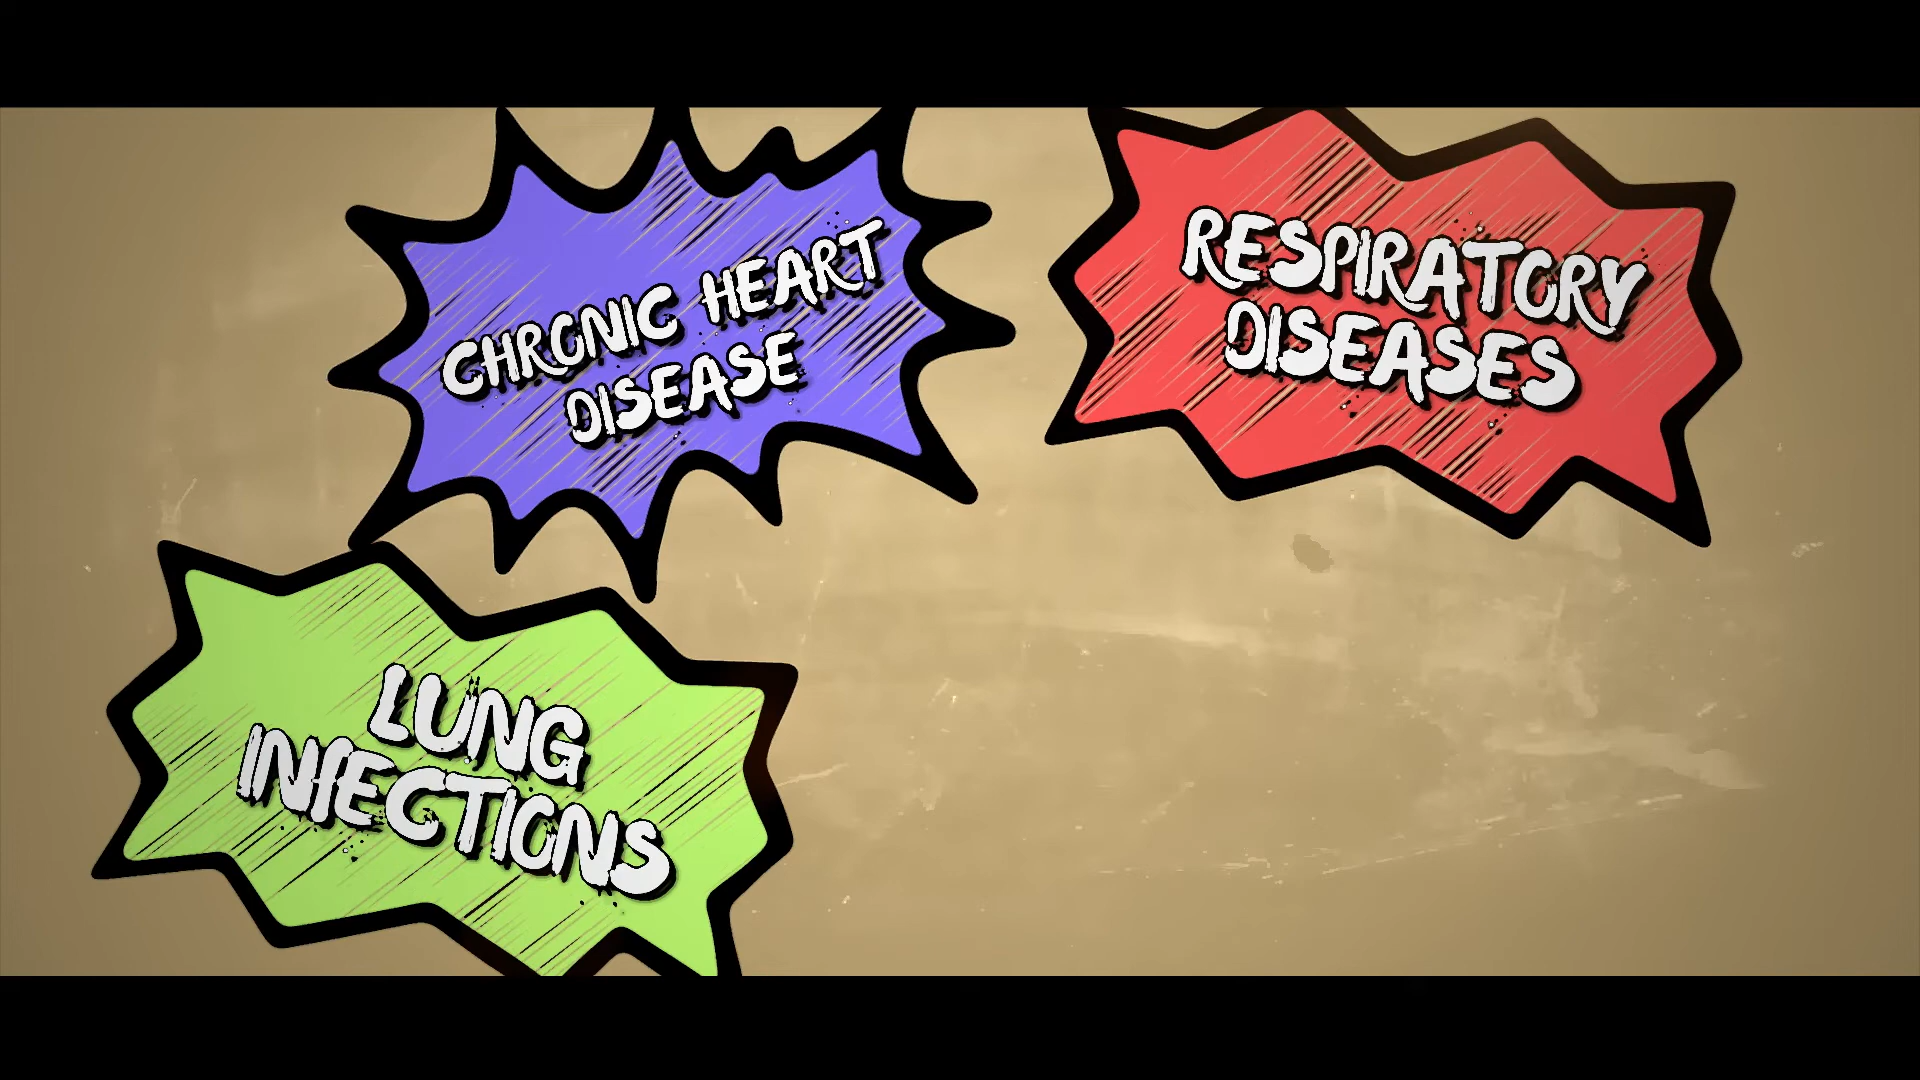 CHRONIC HEART
DISEASE
RESPIRATORY
DISEASES
LUNG
INFECTIONS